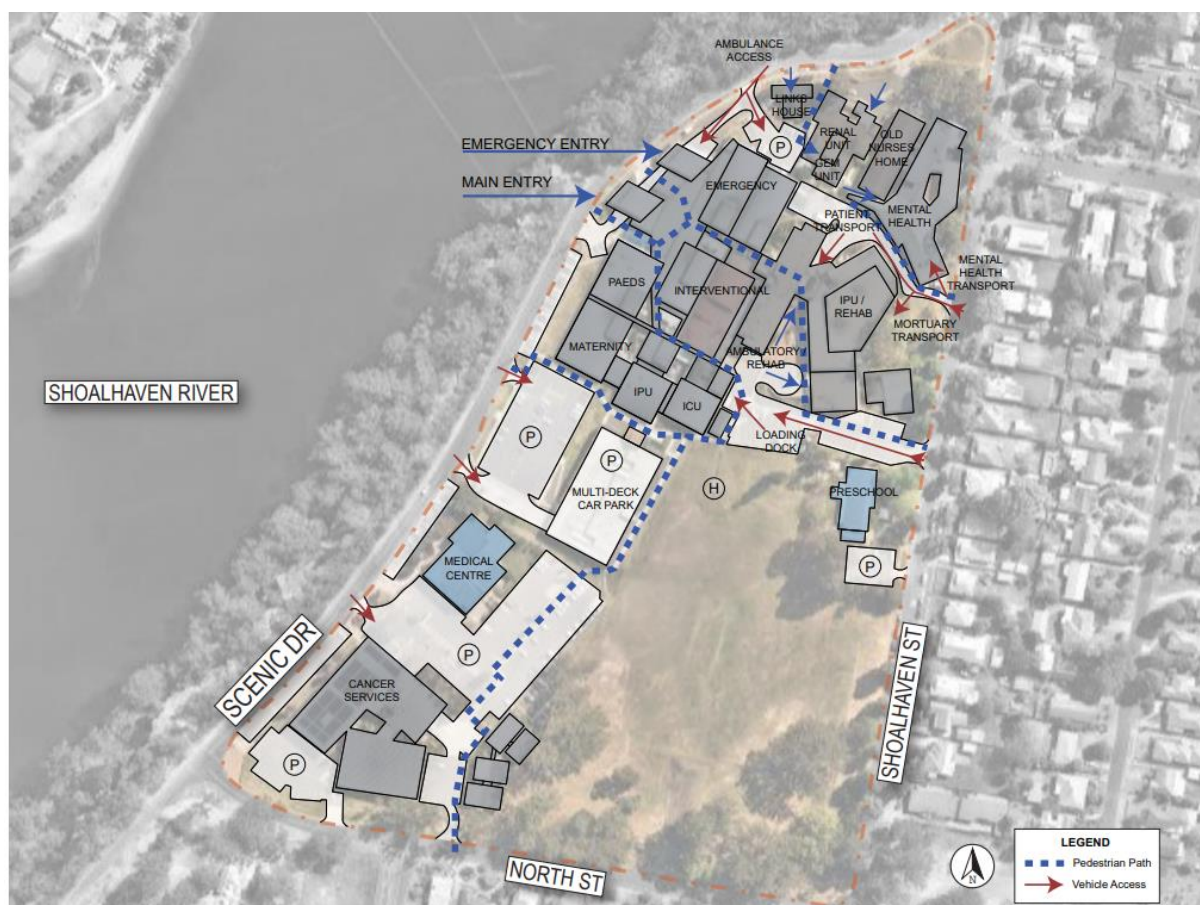 AMBULANCE
ACCESS
LINKS
HOUSE
P
RENAL
UNIT
OLD
NURSES
HOME
GEM
UNIT
EMERGENCY ENTRY
MAIN ENTRY
EMERGENCY
MENTAL
HEALTH
PATIENT
TRANSPORT
MENTAL
HEALTH
TRANSPORT
PAEDS
INTERVENTIONAL
IPU /
REHAB
MORTUARY
TRANSPORT
MATERNITY
AMBULATORY /
REHAB
SHOALHAVEN RIVER
IPU
ICU
LOADING
DOCK
P
P
MULTI-DECK
CAR PARK
H
PRESCHOOL
P
MEDICAL
CENTRE
P
SCENIC DR
CANCER
SERVICES
P
SHOALHAVEN ST
NORTH ST
N
LEGEND
Pedestrian Path
Vehicle Access